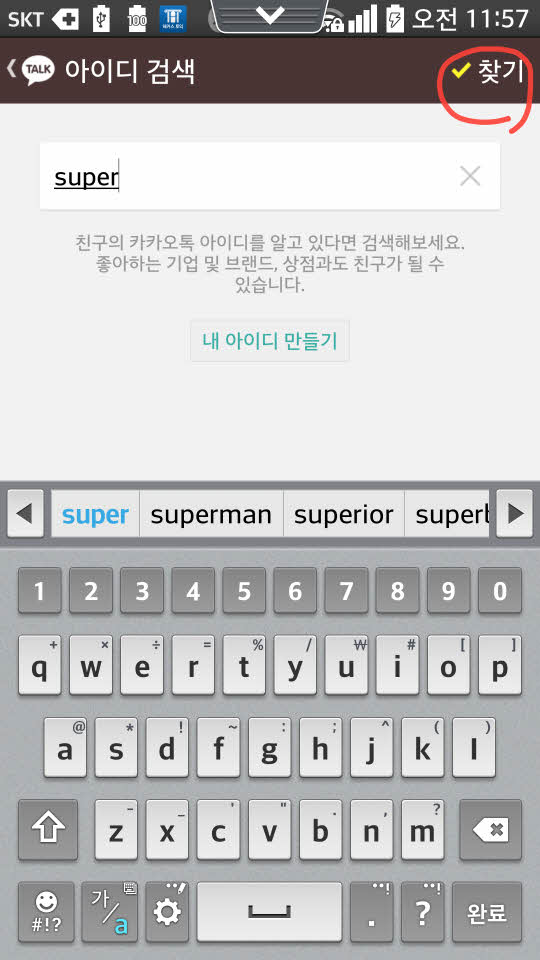 SKT 100 오전 11:57
TALK 아이디 검색 찾기
super
친구의 카카오톡 아이디를 알고 있다면 검색해보세요.
좋아하는 기업 및 브랜드, 상점과도 친구가 될 수
있습니다.
내 아이디 만들기
super superman superior superb
1 2 3 4 5 6 7 8 9 0
+ × ÷ = % / ₩ # [ ]
q w e r t y u i o p
@ * ! ~ : ; ^ ( )
a s d f g h j k l
- _ ' " . , ?
z x c v b n m
#!? 가/a . ? 완료